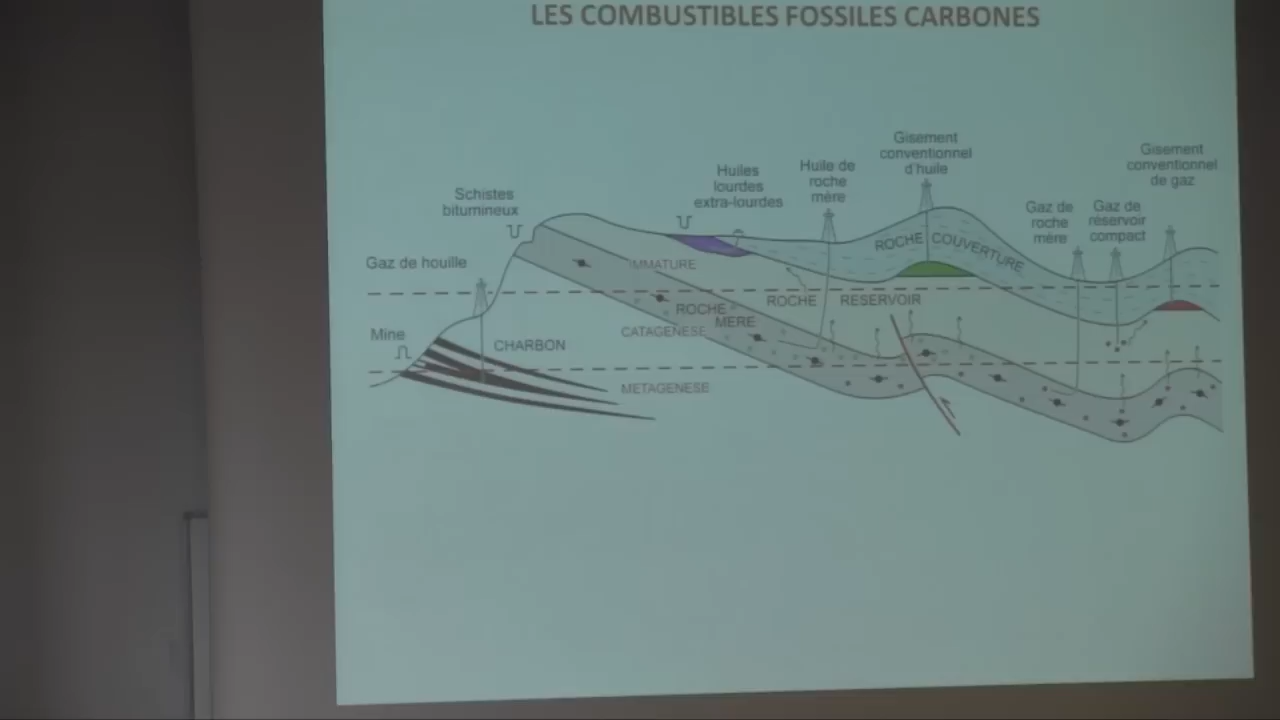 LES COMBUSTIBLES FOSSILES CARBONES
Gisement
conventionnel
d'huile
Gisement
conventionnel
de gaz
Huiles
lourdes
extra-lourdes
Huile de
roche
mère
Schistes
bitumineux
Gaz de
roche
mère
Gaz de
réservoir
compact
Gaz de houille
ROCHE COUVERTURE
IMMATURE
ROCHE RESERVOIR
ROCHE
MERE
CATAGENESE
Mine
CHARBON
METAGENESE